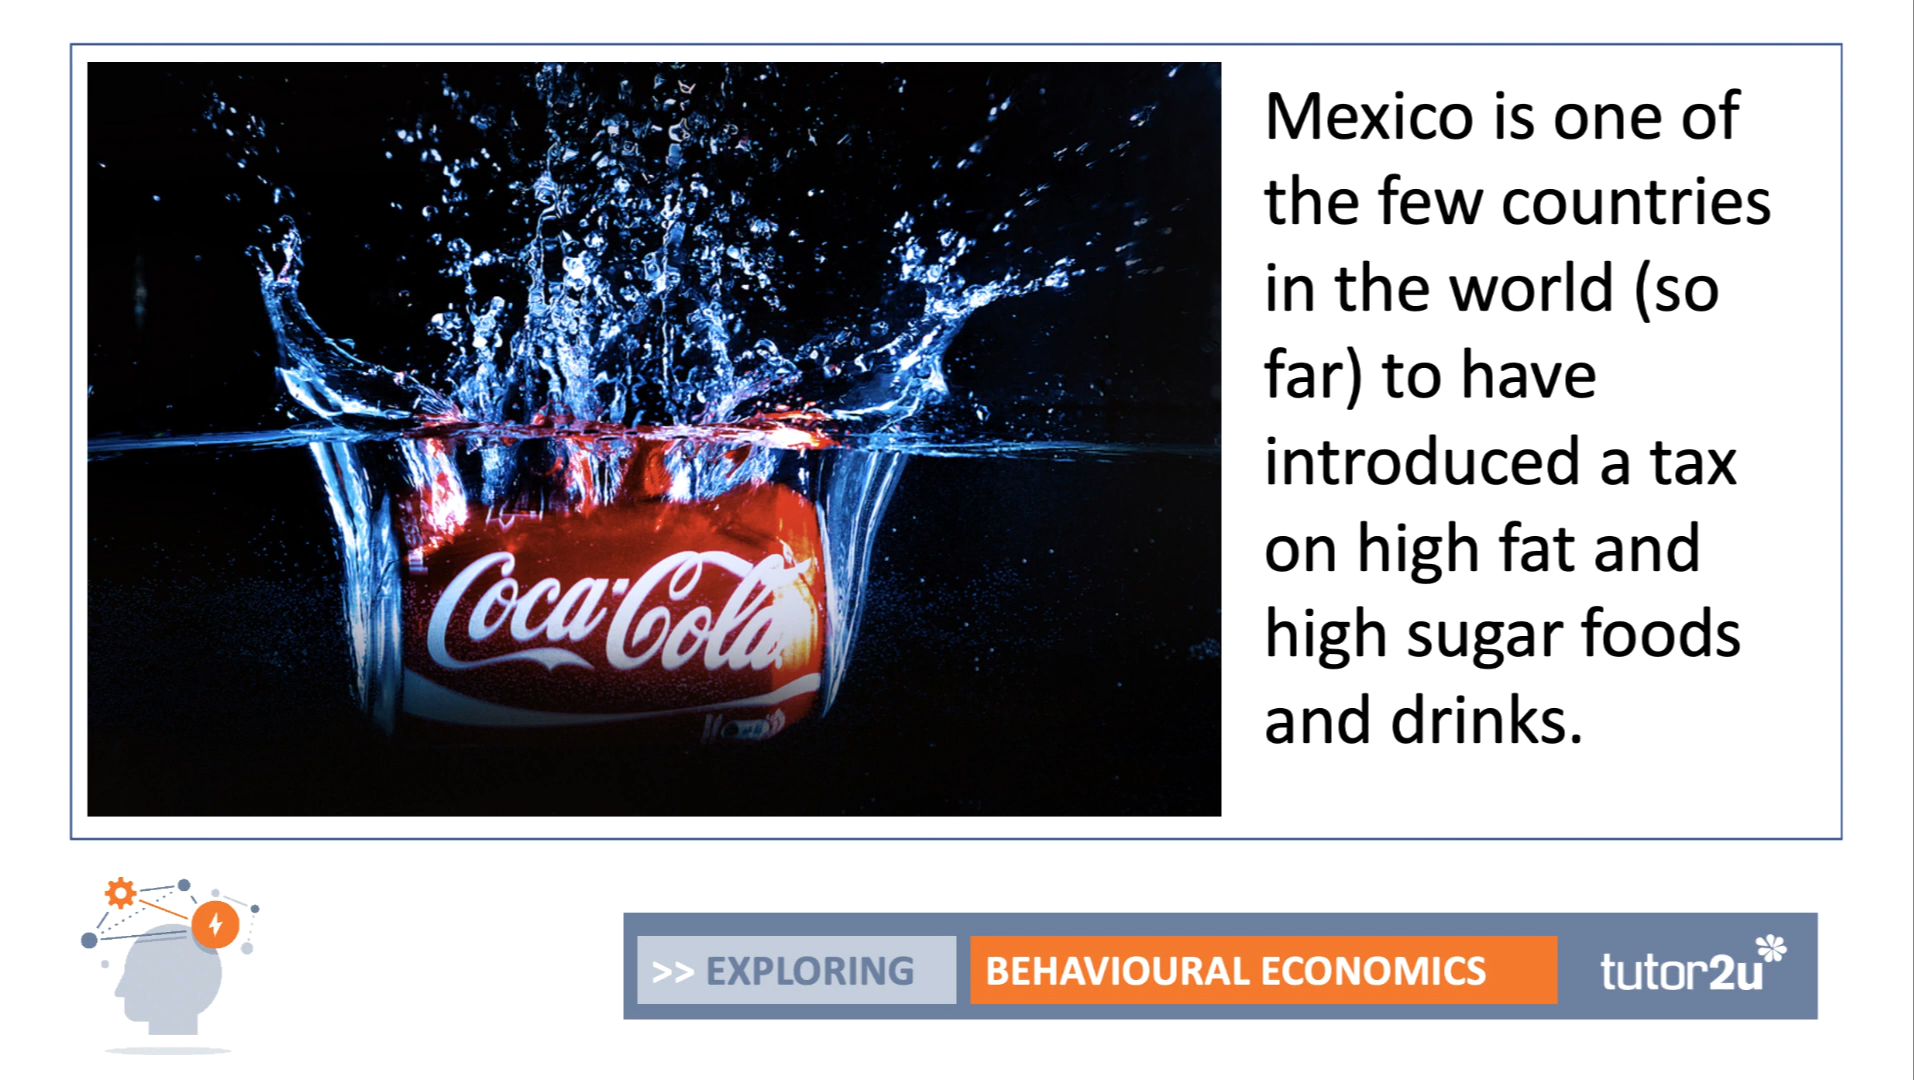 Mexico is one of
the few countries
in the world (so
far) to have
introduced a tax
on high fat and
high sugar foods
and drinks.
Coca-Cola
>> EXPLORING
BEHAVIOURAL ECONOMICS
tutor2u